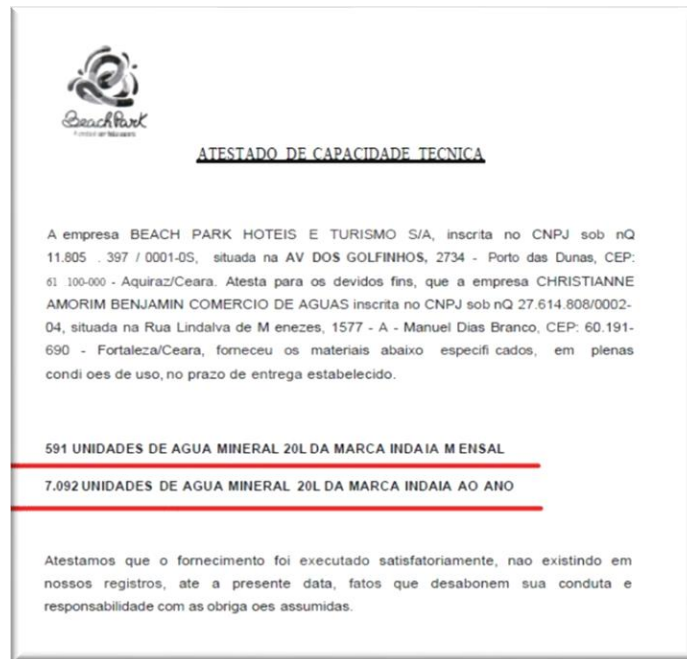 Beach Park
ATESTADO DE CAPACIDADE TECNICA
A empresa BEACH PARK HOTEIS E TURISMO S/A, inscrita no CNPJ sob nQ
11.805 . 397 / 0001-0S, situada na AV DOS GOLFINHOS, 2734 - Porto das Dunas, CEP:
61 100-000 - Aquiraz/Ceara. Atesta para os devidos fins, que a empresa CHRISTIANNE
AMORIM BENJAMIN COMERCIO DE AGUAS inscrita no CNPJ sob nQ 27.614.808/0002-
04, situada na Rua Lindalva de M enezes, 1577 - A - Manuel Dias Branco, CEP: 60.191-
690 - Fortaleza/Ceara, forneceu os materiais abaixo especifi cados, em plenas
condi oes de uso, no prazo de entrega estabelecido.
591 UNIDADES DE AGUA MINERAL 20L DA MARCA INDAIA M ENSAL
7.092 UNIDADES DE AGUA MINERAL 20L DA MARCA INDAIA AO ANO
Atestamos que o fornecimento foi executado satisfatoriamente, nao existindo em
nossos registros, ate a presente data, fatos que desabonem sua conduta e
responsabilidade com as obriga oes assumidas.